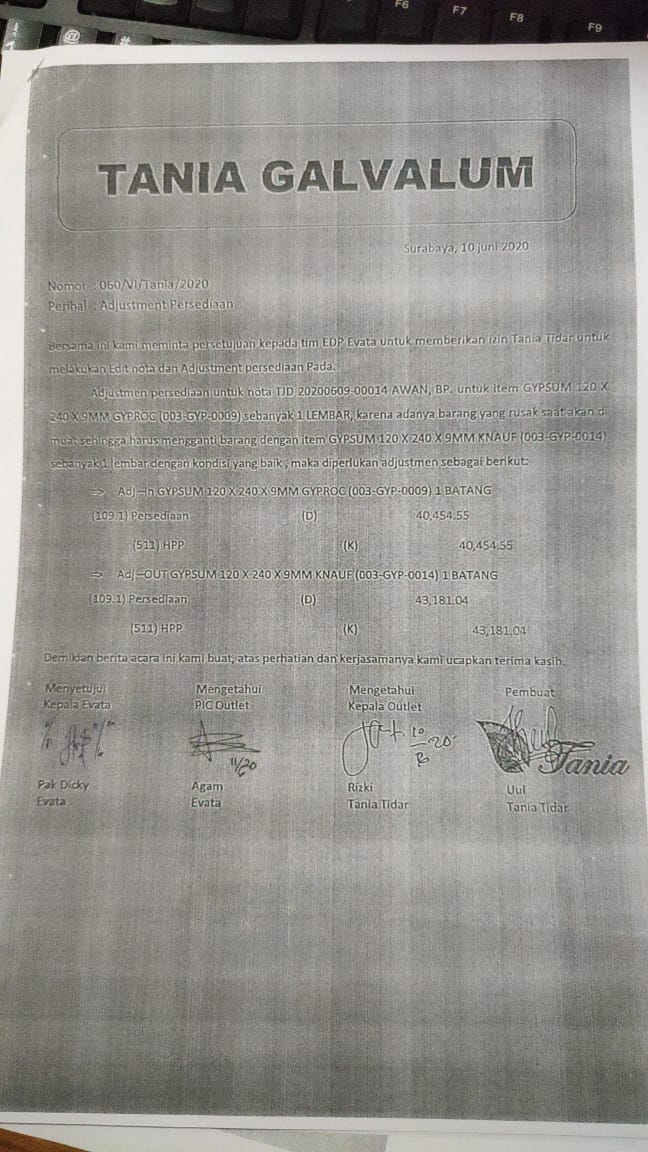 F6
F7
F8
F9
@
#
TANIA GALVALUM
Surabaya, 10 juni 2020
Nomor : 060/VI/Tania/2020
Perihal : Adjustment Persediaan
Bersama ini kami meminta persetujuan kepada tim EDP Evata untuk memberikan izin Tania Tidar untuk
melakukan Edit nota dan Adjustment persediaan Pada.
Adjustmen persediaan untuk nota TJD 20200609-00014 AWAN, BP. untuk item GYPSUM 120 X
240 X 9MM GYPROC (003-GYP-0009) sebanyak 1 LEMBAR, karena adanya barang yang rusak saat akan di
muat sehingga harus mengganti barang dengan item GYPSUM 120 X 240 X 9MM KNAUF (003-GYP-0014)
sebanyak 1 lembar dengan kondisi yang baik , maka diperlukan adjustmen sebagai berikut:
=> Adj –In GYPSUM 120 X 240 X 9MM GYPROC (003-GYP-0009) 1 BATANG
(109.1) Persediaan (D) 40,454.55
(511) HPP (K) 40,454.55
=> Adj –OUT GYPSUM 120 X 240 X 9MM KNAUF (003-GYP-0014) 1 BATANG
(109.1) Persediaan (D) 43,181.04
(511) HPP (K) 43,181.04
Demikian berita acara ini kami buat, atas perhatian dan kerjasamanya kami ucapkan terima kasih.
Menyetujui Mengetahui Mengetahui Pembuat
Kepala Evata PIC Outlet Kepala Outlet
Tania
Pak Dicky Agam Rizki Uul
Evata Evata Tania Tidar Tania Tidar